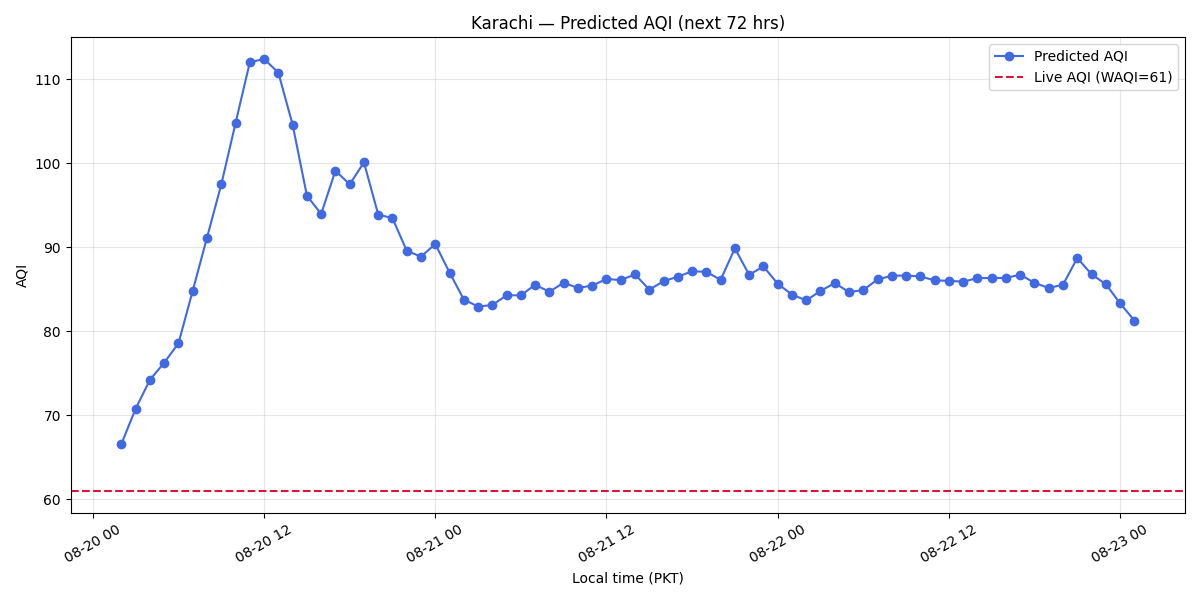 Karachi — Predicted AQI (next 72 hrs)
Predicted AQI
Live AQI (WAQI=61)
AQI
110
100
90
80
70
60
08-20 00
08-20 12
08-21 00
08-21 12
08-22 00
08-22 12
08-23 00
Local time (PKT)